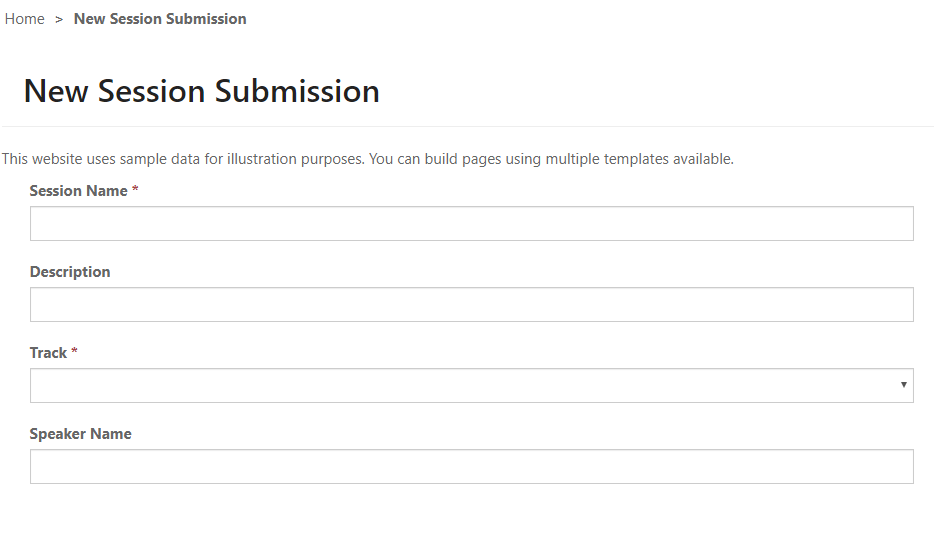 Home > New Session Submission
New Session Submission
This website uses sample data for illustration purposes. You can build pages using multiple templates available.
Session Name *
Description
Track *
Speaker Name